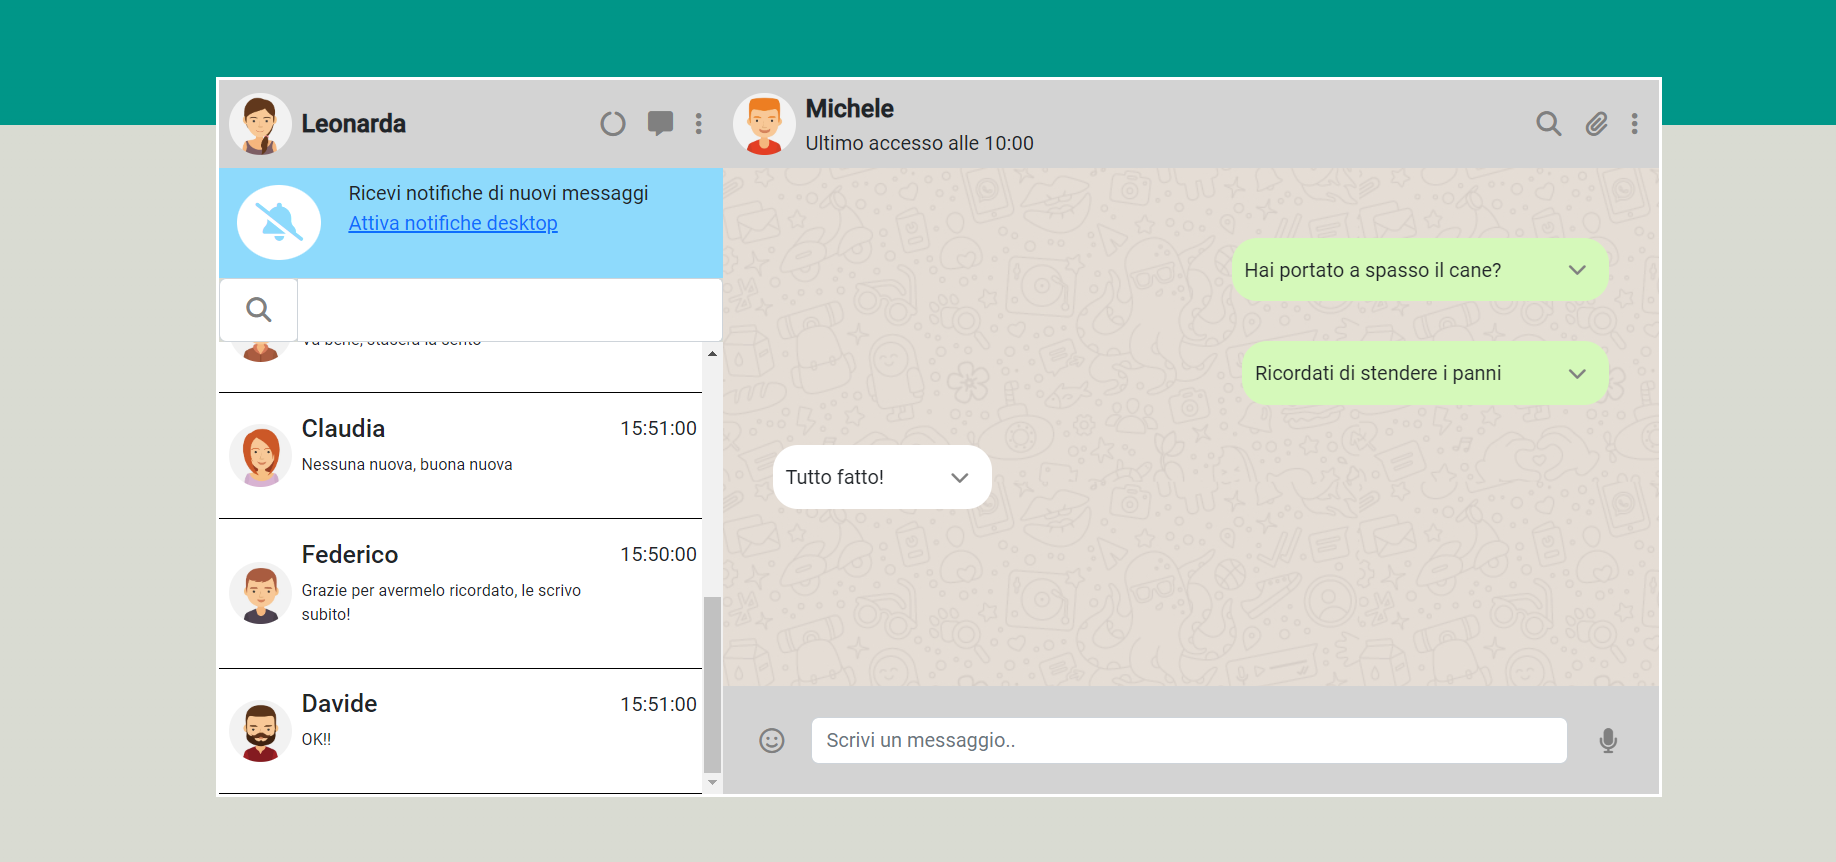 Leonarda
Michele
Ultimo accesso alle 10:00
Ricevi notifiche di nuovi messaggi
Attiva notifiche desktop
Claudia
15:51:00
Nessuna nuova, buona nuova
Federico
15:50:00
Grazie per avermelo ricordato, le scrivo
subito!
Davide
15:51:00
OK!!
Hai portato a spasso il cane?
Ricordati di stendere i panni
Tutto fatto!
Scrivi un messaggio..